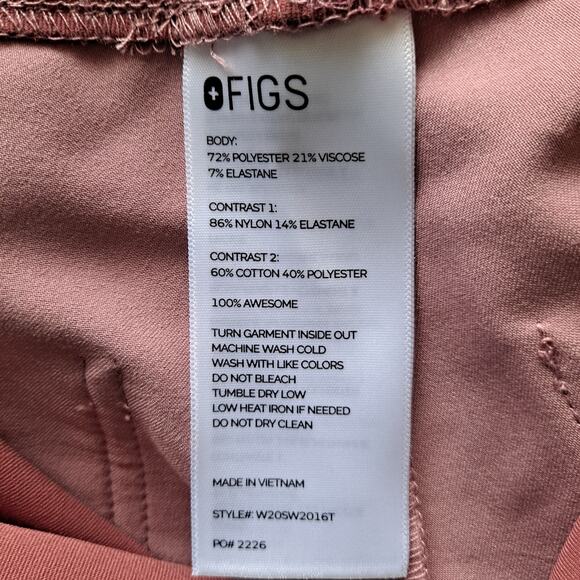 FIGS
BODY:
72% POLYESTER 21% VISCOSE
7% ELASTANE
CONTRAST 1:
86% NYLON 14% ELASTANE
CONTRAST 2:
60% COTTON 40% POLYESTER
100% AWESOME
TURN GARMENT INSIDE OUT
MACHINE WASH COLD
WASH WITH LIKE COLORS
DO NOT BLEACH
TUMBLE DRY LOW
LOW HEAT IRON IF NEEDED
DO NOT DRY CLEAN
MADE IN VIETNAM
STYLE#: W20SW2016T
PO# 2226